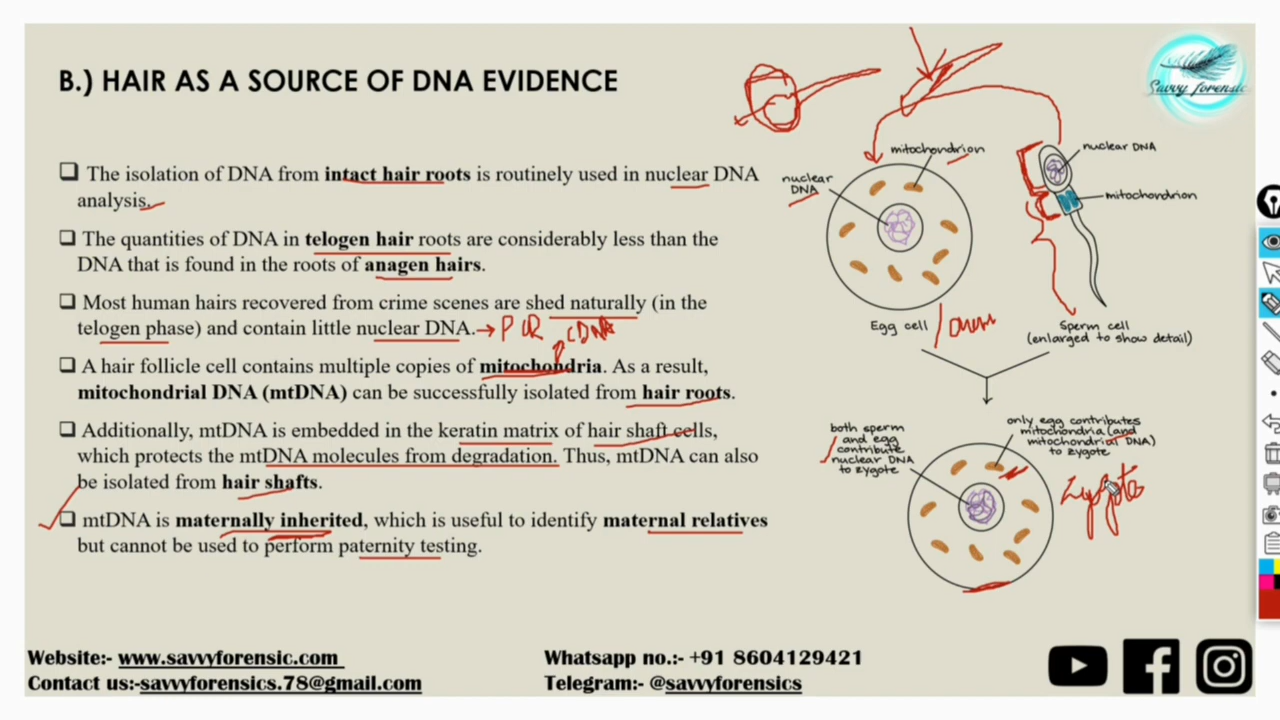 B.) HAIR AS A SOURCE OF DNA EVIDENCE
Savvy forensic
The isolation of DNA from intact hair roots is routinely used in nuclear DNA
analysis.
The quantities of DNA in telogen hair roots are considerably less than the
DNA that is found in the roots of anagen hairs.
Most human hairs recovered from crime scenes are shed naturally (in the
telogen phase) and contain little nuclear DNA. → PCR
A hair follicle cell contains multiple copies of mitochondria. As a result,
mitochondrial DNA (mtDNA) can be successfully isolated from hair roots.
Additionally, mtDNA is embedded in the keratin matrix of hair shaft cells,
which protects the mtDNA molecules from degradation. Thus, mtDNA can also
be isolated from hair shafts.
mtDNA is maternally inherited, which is useful to identify maternal relatives
but cannot be used to perform paternity testing.
mitochondrion
nuclear
DNA
nuclear DNA
mitochondrion
Egg cell
Sperm cell
(enlarged to show detail)
both sperm
and egg
contribute
nuclear DNA
to zygote
only egg contributes
mitochondria (and
mitochondrial DNA)
to zygote
Zygote
Website:- www.savvyforensic.com
Contact us:-savvyforensics.78@gmail.com
Whatsapp no.:- +91 8604129421
Telegram:- @savvyforensics